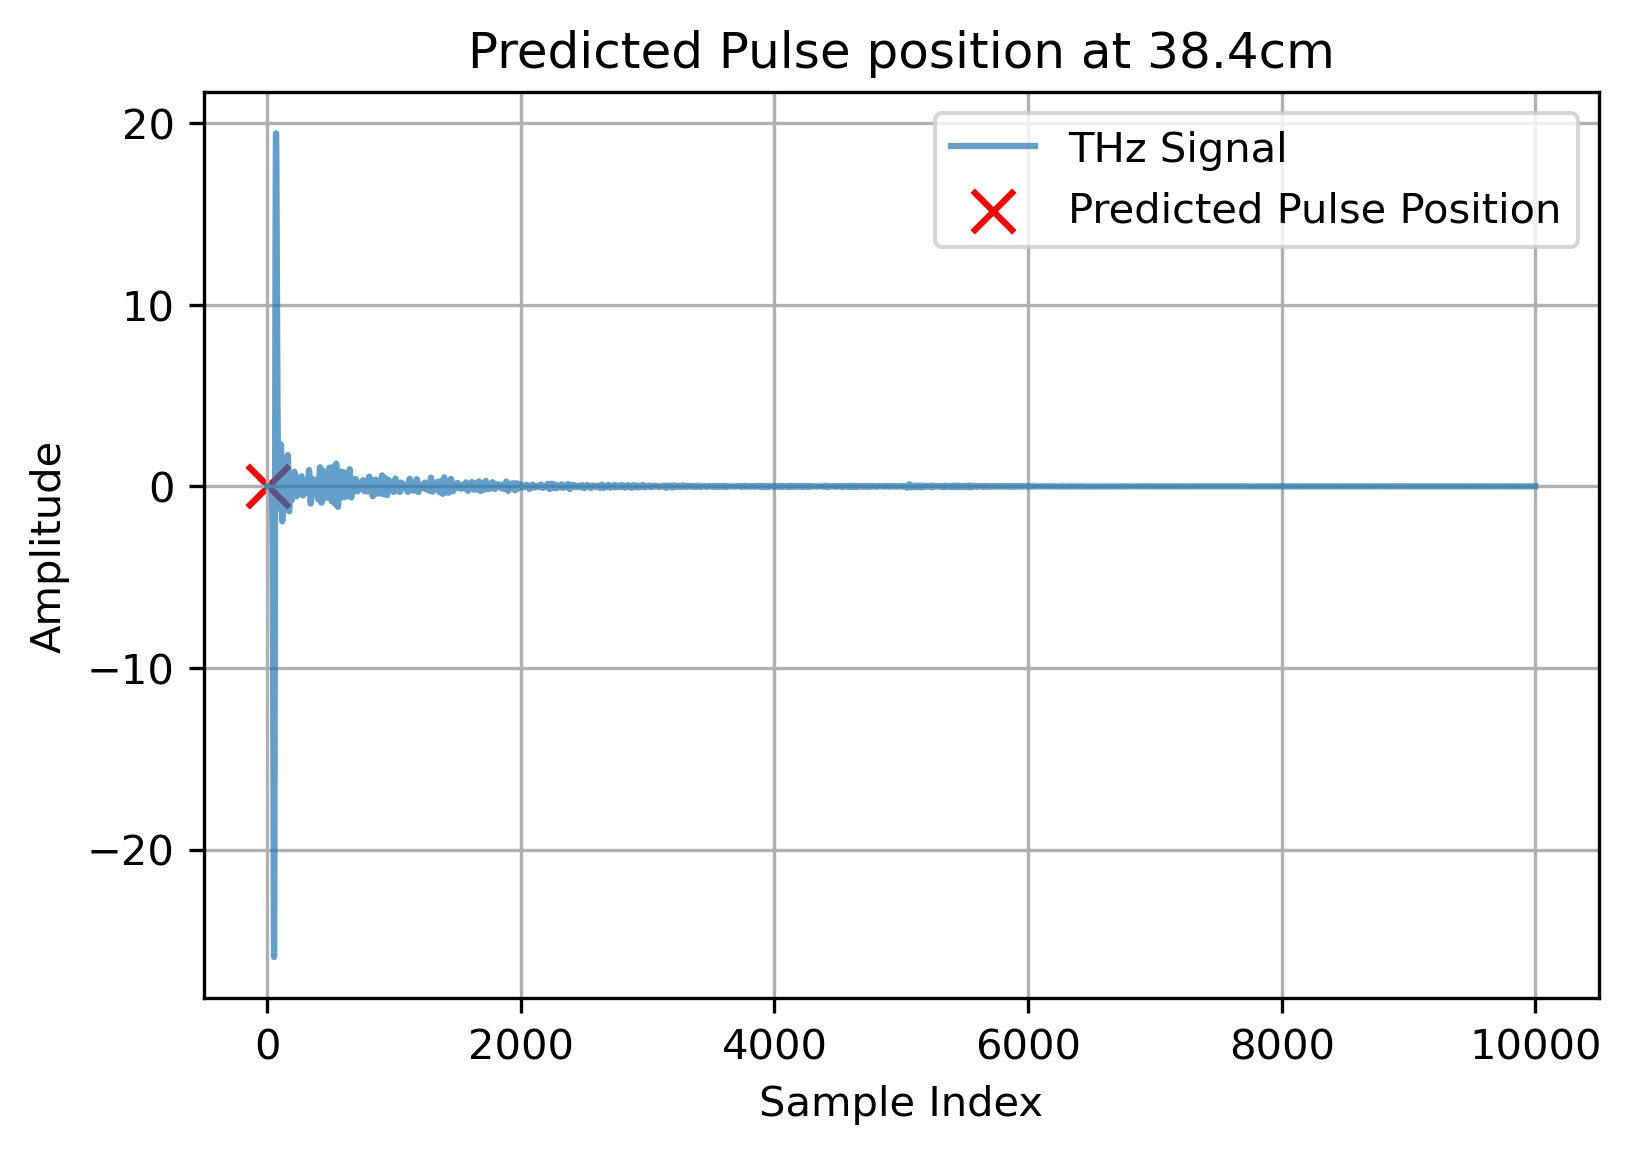 Predicted Pulse position at 38.4cm
THz Signal
Predicted Pulse Position
20
10
0
−10
−20
Amplitude
0 2000 4000 6000 8000 10000
Sample Index